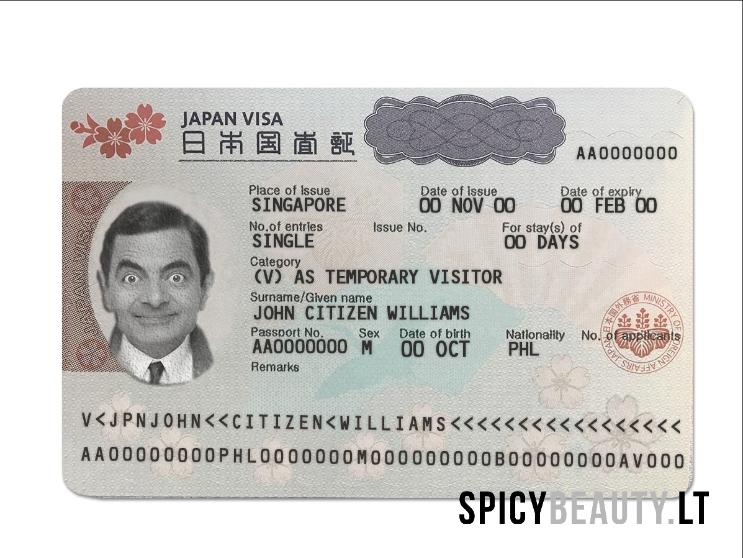 JAPAN VISA
日本国査証
AA0000000
Place of issue
Date of issue
Date of expiry
SINGAPORE
00 NOV 00
00 FEB 00
No.of entries
Issue No.
For stay(s) of
SINGLE
00 DAYS
Category
(V) AS TEMPORARY VISITOR
Surname/Given name
JOHN CITIZEN WILLIAMS
Passport No.
Sex
Date of birth
Nationality
No. of applicants
AA0000000
M
00 OCT
PHL
Remarks
日本国外務省 MINISTRY OF FOREIGN AFFAIRS JAPAN
JAPAN VISA
V<JPNJOHN<<CITIZEN<WILLIAMS<<<<<<<<<<<<<<<<<
AA00000000PHL0000000M0000000000B00000000AV000
SPICYBEAUTY.LT